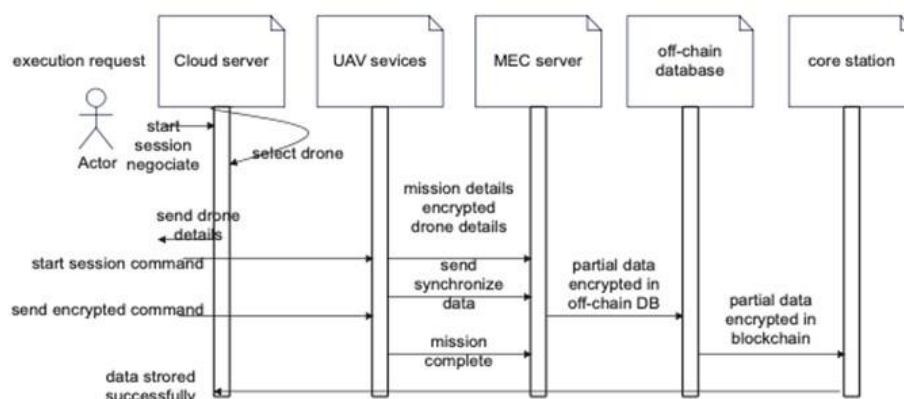 execution request
Cloud server
UAV sevices
MEC server
off-chain
database
core station
Actor
start
session
negociate
select drone
send drone
details
mission details
encrypted
drone details
start session command
send
synchronize
data
partial data
encrypted in
off-chain DB
send encrypted command
partial data
encrypted in
blockchain
mission
complete
data strored
successfully